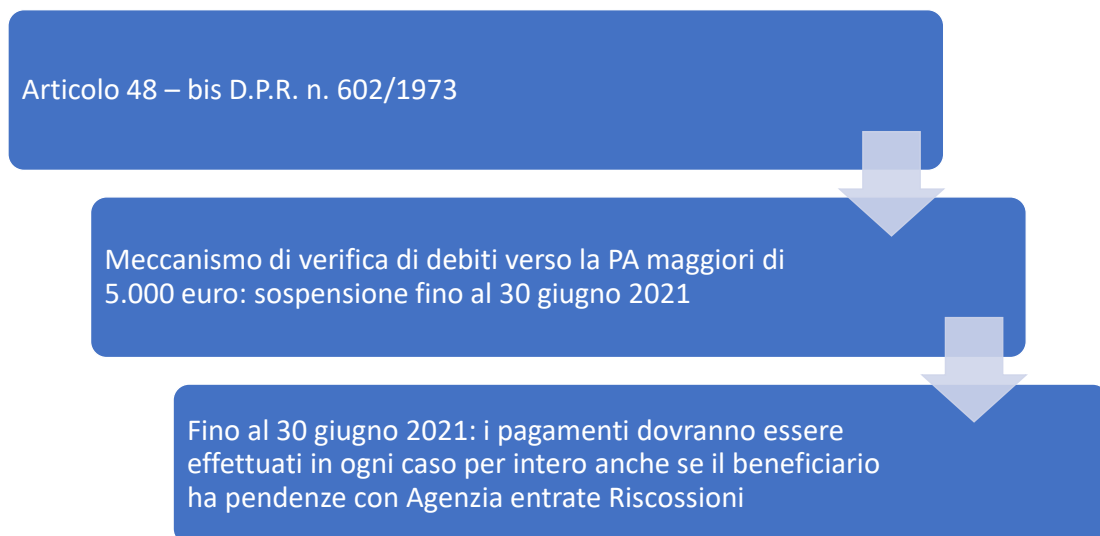 Articolo 48 – bis D.P.R. n. 602/1973
Meccanismo di verifica di debiti verso la PA maggiori di
5.000 euro: sospensione fino al 30 giugno 2021
Fino al 30 giugno 2021: i pagamenti dovranno essere
effettuati in ogni caso per intero anche se il beneficiario
ha pendenze con Agenzia entrate Riscossioni